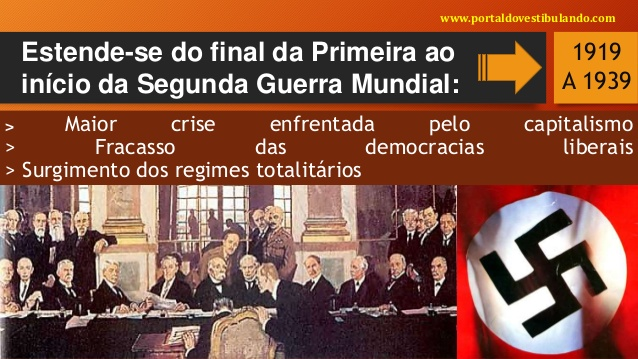 www.portaldovestibulando.com
Estende-se do final da Primeira ao
início da Segunda Guerra Mundial:
1919
A 1939
> Maior crise enfrentada pelo capitalismo
> Fracasso das democracias liberais
> Surgimento dos regimes totalitários